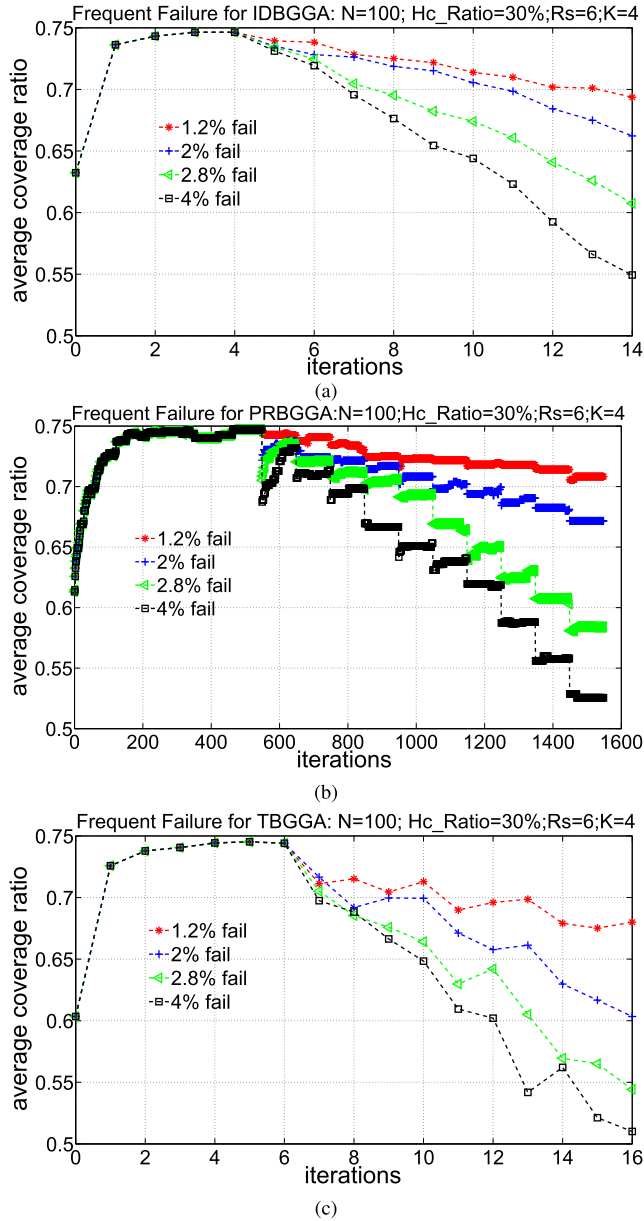 Frequent Failure for IDBGGA: N=100; Hc_Ratio=30%;Rs=6;K=4
0.75
0.7
0.65
0.6
0.55
0.5
average coverage ratio
1.2% fail
2% fail
2.8% fail
4% fail
0 2 4 6 8 10 12 14
iterations
(a)
Frequent Failure for PRBGGA:N=100;Hc_Ratio=30%;Rs=6;K=4
0.75
0.7
0.65
0.6
0.55
0.5
average coverage ratio
1.2% fail
2% fail
2.8% fail
4% fail
0 200 400 600 800 1000 1200 1400 1600
iterations
(b)
Frequent Failure for TBGGA: N=100; Hc_Ratio=30%;Rs=6;K=4
0.75
0.7
0.65
0.6
0.55
0.5
average coverage ratio
1.2% fail
2% fail
2.8% fail
4% fail
0 2 4 6 8 10 12 14 16
iterations
(c)